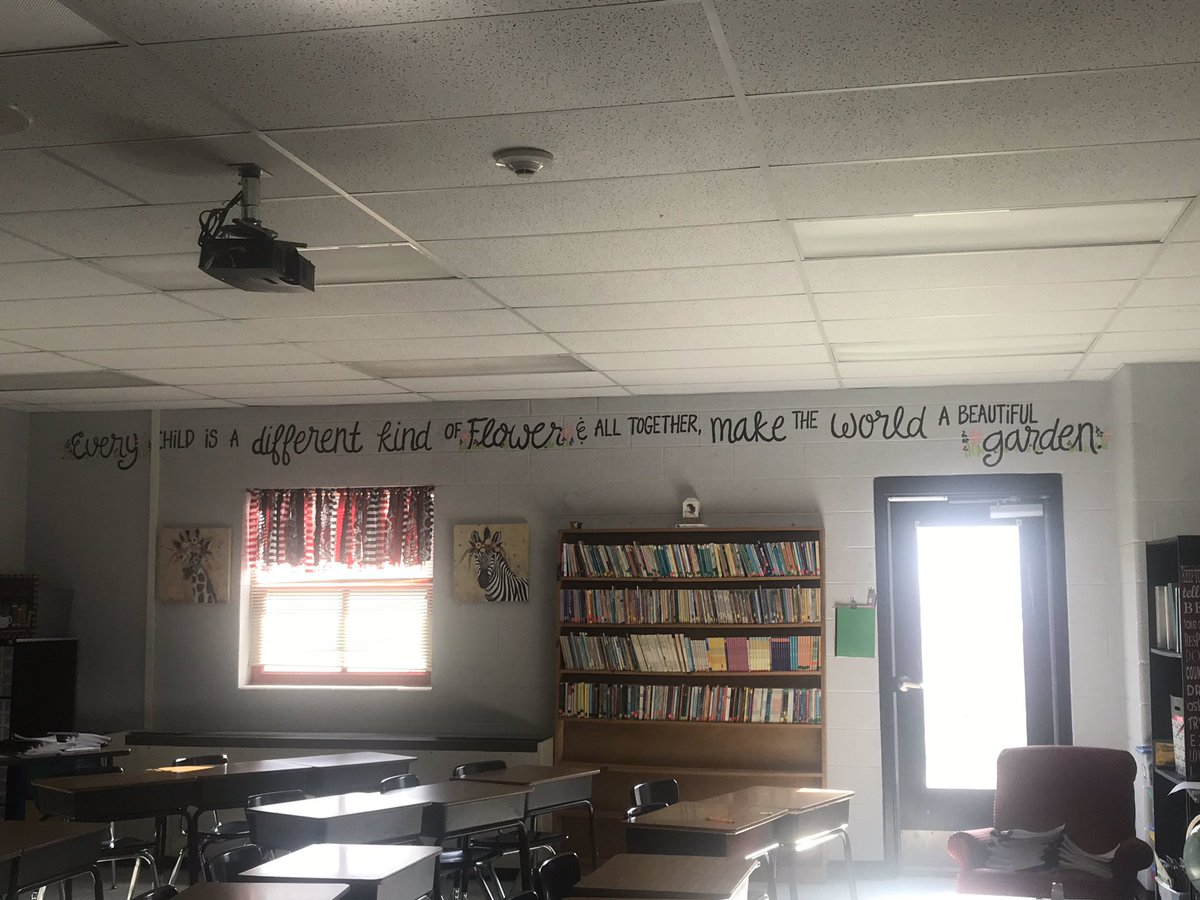 Every CHILD IS A different kind OF Flower & ALL TOGETHER, make THE world A BEAUTIFUL garden.